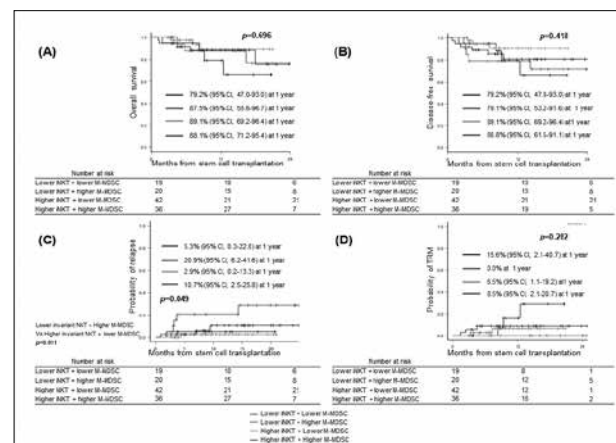 (A)
p=0.696
Overall survival
79.2% (95% CI, 47.0-93.0) at 1 year
87.5% (95% CI, 58.6-96.7) at 1 year
89.1% (95% CI, 69.2-96.4) at 1 year
88.1% (95% CI, 71.2-95.4) at 1 year
Months from stem cell transplantation
Number at risk
Lower iNKT + lower M-MDSC 19 10 6
Lower iNKT + higher M-MDSC 20 15 8
Higher iNKT + lower M-MDSC 42 21 21
Higher iNKT + higher M-MDSC 36 27 7
(B)
p=0.418
Disease-free survival
79.2% (95% CI, 47.0-93.0) at 1 year
79.1% (95% CI, 53.2-91.6) at 1 year
89.1% (95% CI, 69.2-96.4) at 1 year
(95% CI, 61.5-91.1) at 1 year
Months from stem cell transplantation
Number at risk
Lower iNKT + lower M-MDSC 19 10 6
Lower iNKT + higher M-MDSC 20 15 8
Higher iNKT + lower M-MDSC 42 21 21
Higher iNKT + higher M-MDSC 36 19 5
(C)
Probability of relapse
5.3% (95% CI, 0.3-22.0) at 1 year
20.9% (95% CI, 6.2-41.6) at 1 year
2.9% (95% CI, 0.2-13.3) at 1 year
10.7% (95% CI, 2.5-25.8) at 1 year
p=0.049
Lower invariant NKT + Higher M-MDSC
Vs Higher invariant NKT + lower M-MDSC
Months from stem cell transplantation
Number at risk
Lower iNKT + lower M-MDSC 19 10 6
Lower iNKT + higher M-MDSC 20 15 8
Higher iNKT + lower M-MDSC 42 21 21
Higher iNKT + higher M-MDSC 36 27 7
(D)
p=0.282
Probability of TRM
15.6% (95% CI, 2.1-40.7) at 1 year
0.0% at 1 year
6.5% (95% CI, 1.1-19.2) at 1 year
8.5% (95% CI, 2.1-20.7) at 1 year
Months from stem cell transplantation
Number at risk
Lower iNKT + lower M-MDSC 19 8 1
Lower iNKT + higher M-MDSC 20 12 5
Higher iNKT + lower M-MDSC 42 12 1
Higher iNKT + higher M-MDSC 36 16 2
Lower iNKT + Lower M-MDSC
Lower iNKT + Higher M-MDSC
Higher iNKT + Lower M-MDSC
Higher iNKT + Higher M-MDSC